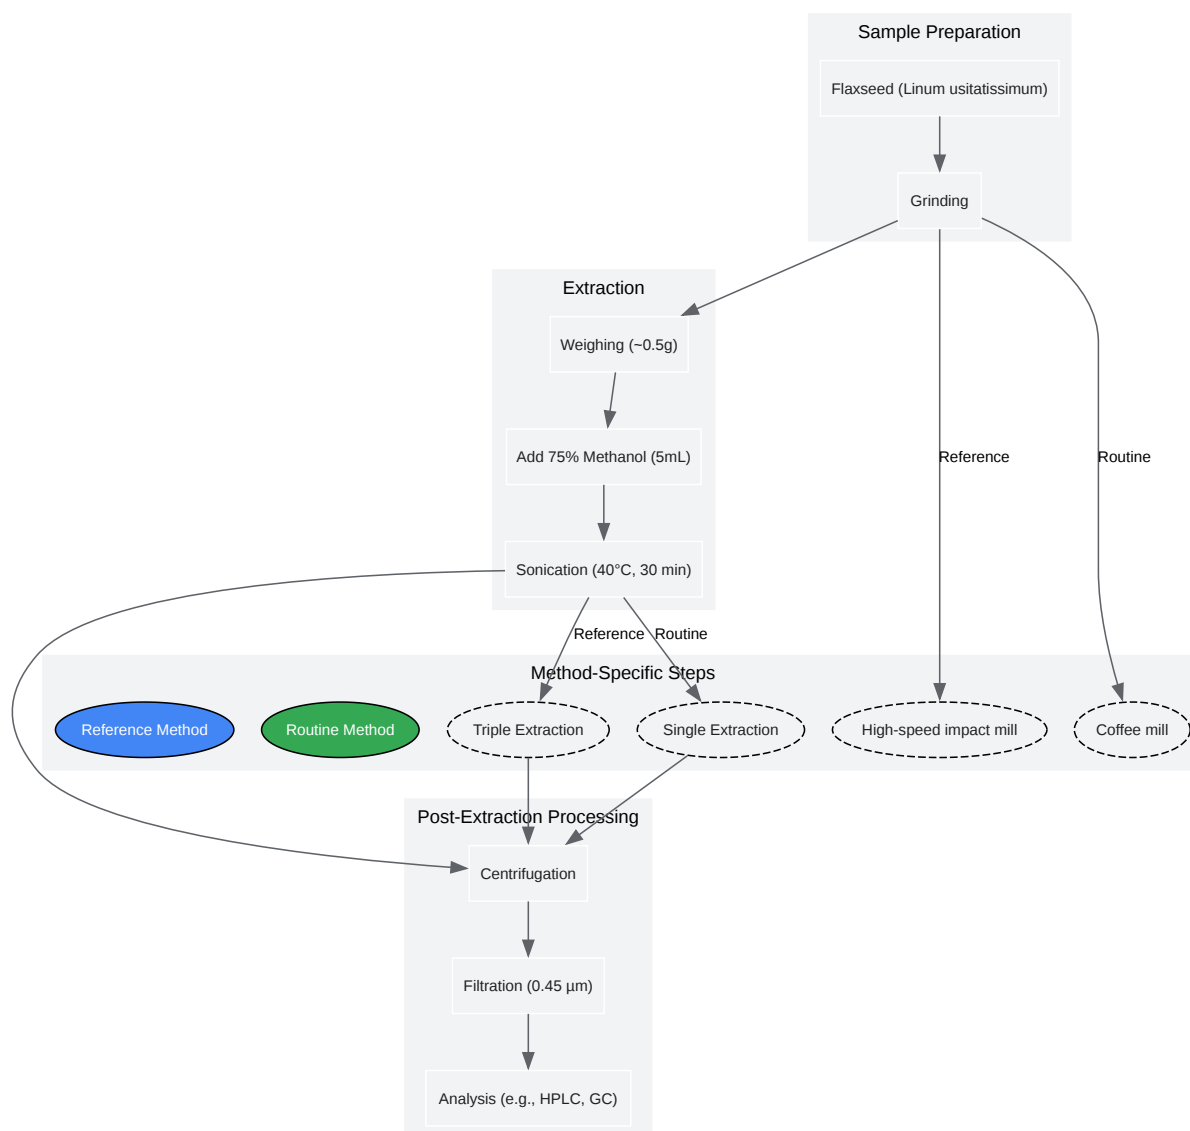 Sample Preparation
Flaxseed (Linum usitatissimum)
Grinding
Extraction
Weighing (~0.5g)
Add 75% Methanol (5mL)
Reference
Routine
Sonication (40°C, 30 min)
Reference
Routine
Method-Specific Steps
Reference Method
Routine Method
Triple Extraction
Single Extraction
High-speed impact mill
Coffee mill
Post-Extraction Processing
Centrifugation
Filtration (0.45 µm)
Analysis (e.g., HPLC, GC)